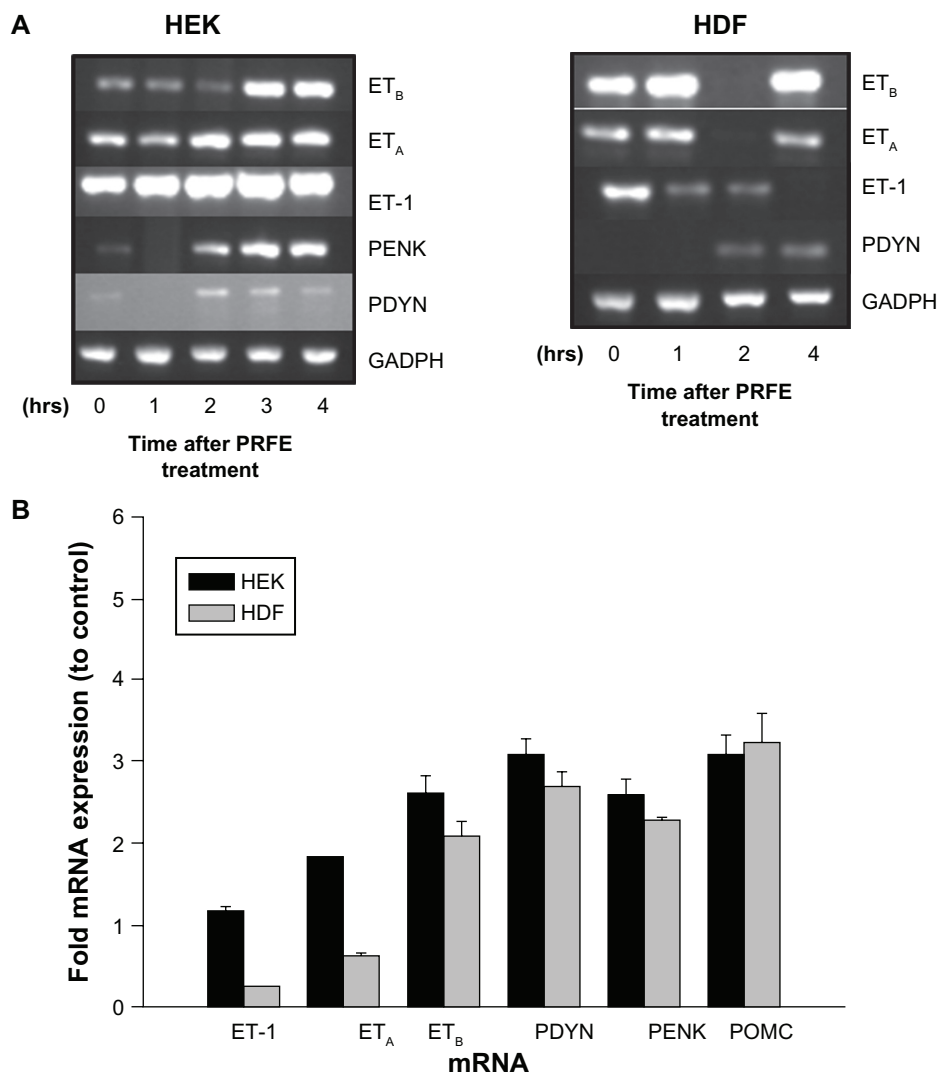 A
HEK
HDF
ET_B
ET_A
ET-1
PENK
PDYN
GADPH
(hrs) 0 1 2 3 4
Time after PRFE
treatment
ET_B
ET_A
ET-1
PDYN
GADPH
(hrs) 0 1 2 4
Time after PRFE
treatment
B
Fold mRNA expression (to control)
6
5
4
3
2
1
0
HEK
HDF
ET-1 ET_A ET_B PDYN PENK POMC
mRNA